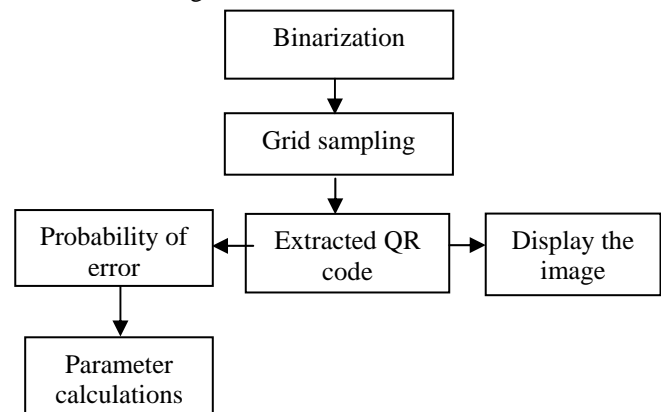 Binarization
Grid sampling
Probability of
error
Extracted QR
code
Display the
image
Parameter
calculations